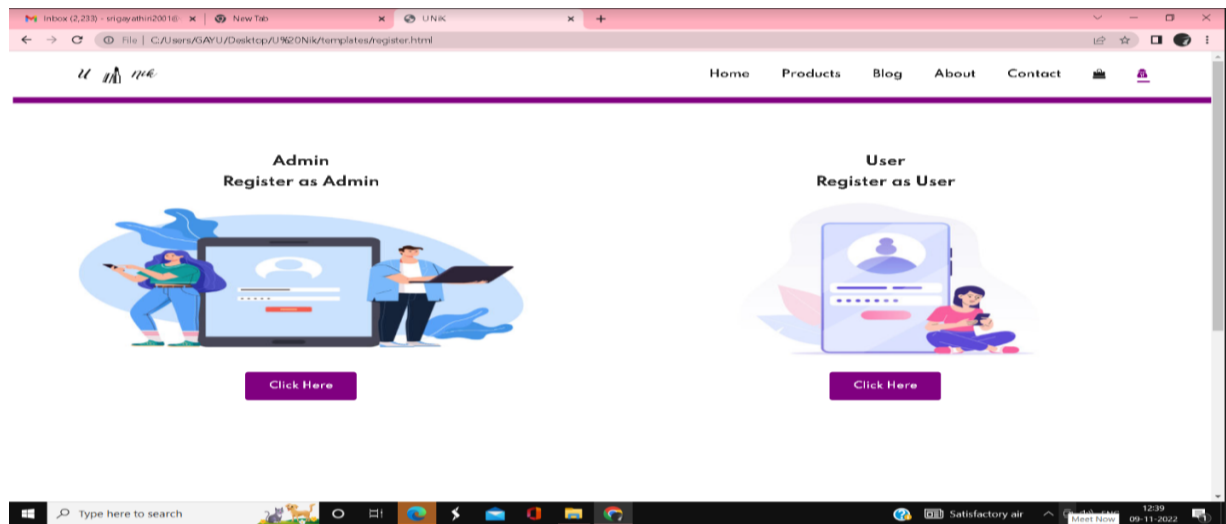 Inbox (2,233) - srigayathiri2001@
New Tab
UNIK
File | C:/Users/GAYU/Desktop/U%20Nik/templates/register.html
u nik
Home Products Blog About Contact
Admin
Register as Admin
User
Register as User
Click Here
Click Here
Type here to search
Satisfactory air
12:39
Meet Now
09-11-2022